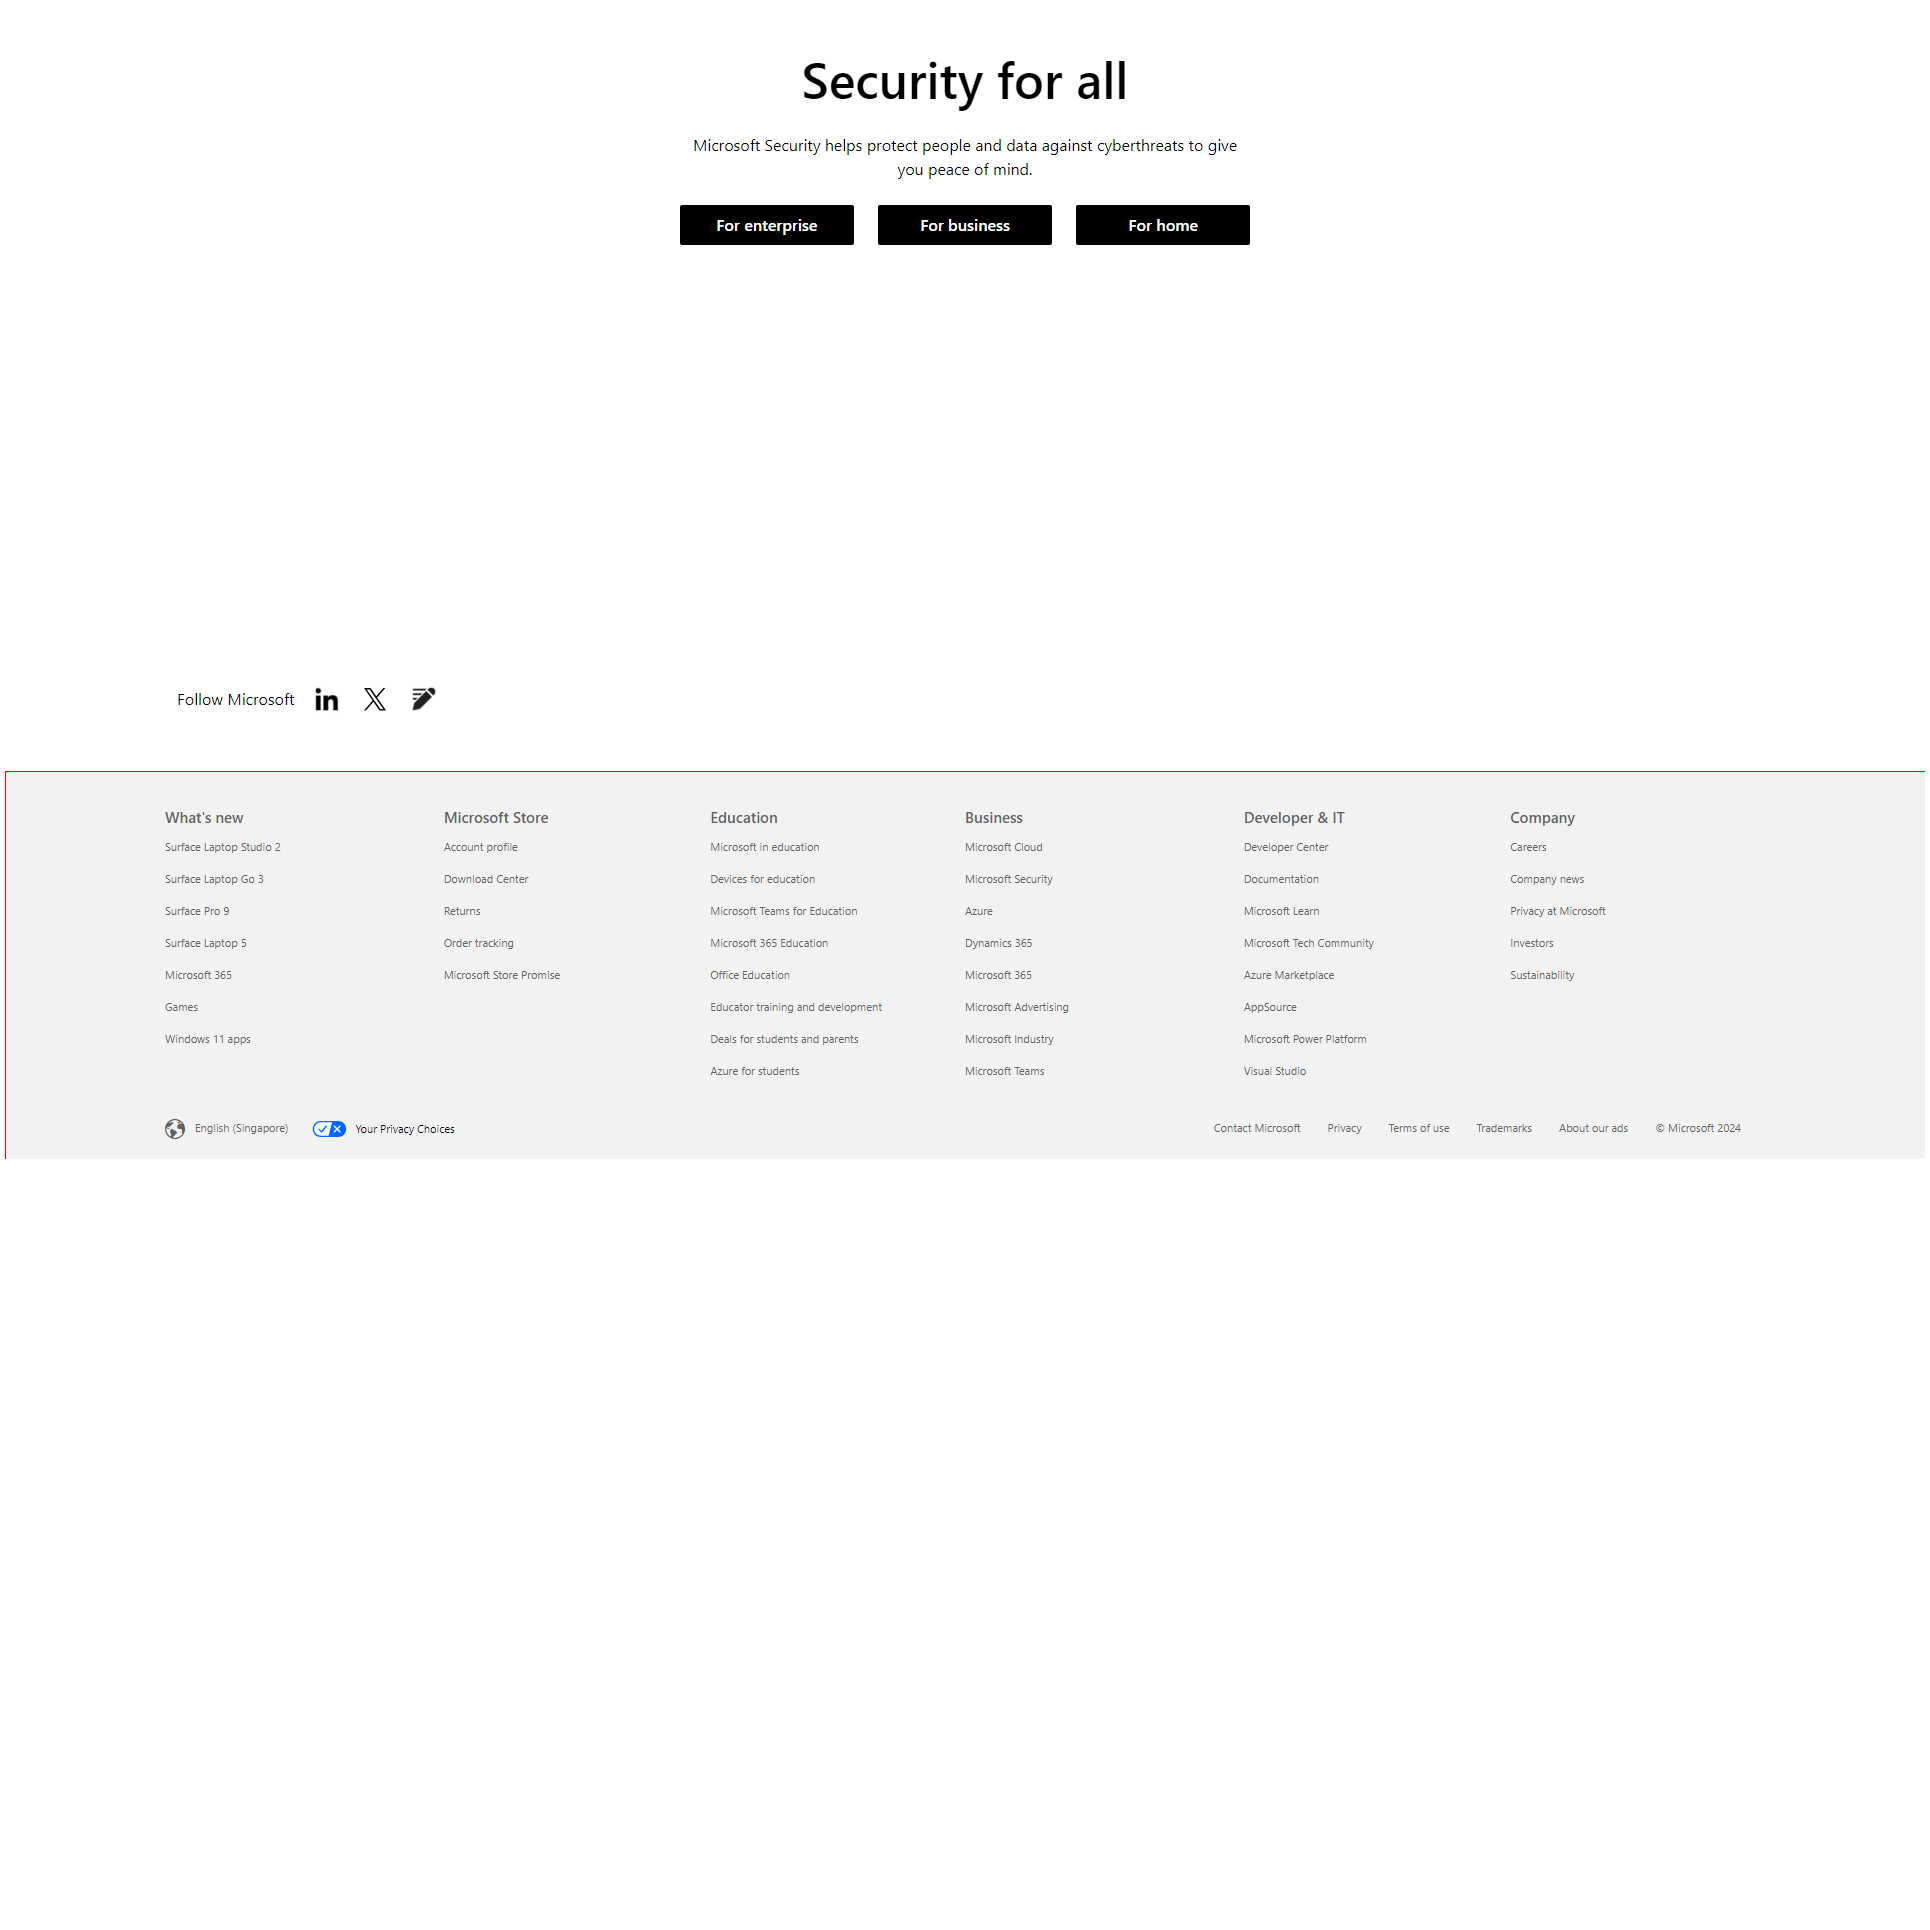 Security for all
Microsoft Security helps protect people and data against cyberthreats to give
you peace of mind.
For enterprise
For business
For home
Follow Microsoft
What's new
Surface Laptop Studio 2
Surface Laptop Go 3
Surface Pro 9
Surface Laptop 5
Microsoft 365
Games
Windows 11 apps
Microsoft Store
Account profile
Download Center
Returns
Order tracking
Microsoft Store Promise
Education
Microsoft in education
Devices for education
Microsoft Teams for Education
Microsoft 365 Education
Office Education
Educator training and development
Deals for students and parents
Azure for students
Business
Microsoft Cloud
Microsoft Security
Azure
Dynamics 365
Microsoft 365
Microsoft Advertising
Microsoft Industry
Microsoft Teams
Developer & IT
Developer Center
Documentation
Microsoft Learn
Microsoft Tech Community
Azure Marketplace
AppSource
Microsoft Power Platform
Visual Studio
Company
Careers
Company news
Privacy at Microsoft
Investors
Sustainability
English (Singapore)
Your Privacy Choices
Contact Microsoft
Privacy
Terms of use
Trademarks
About our ads
© Microsoft 2024